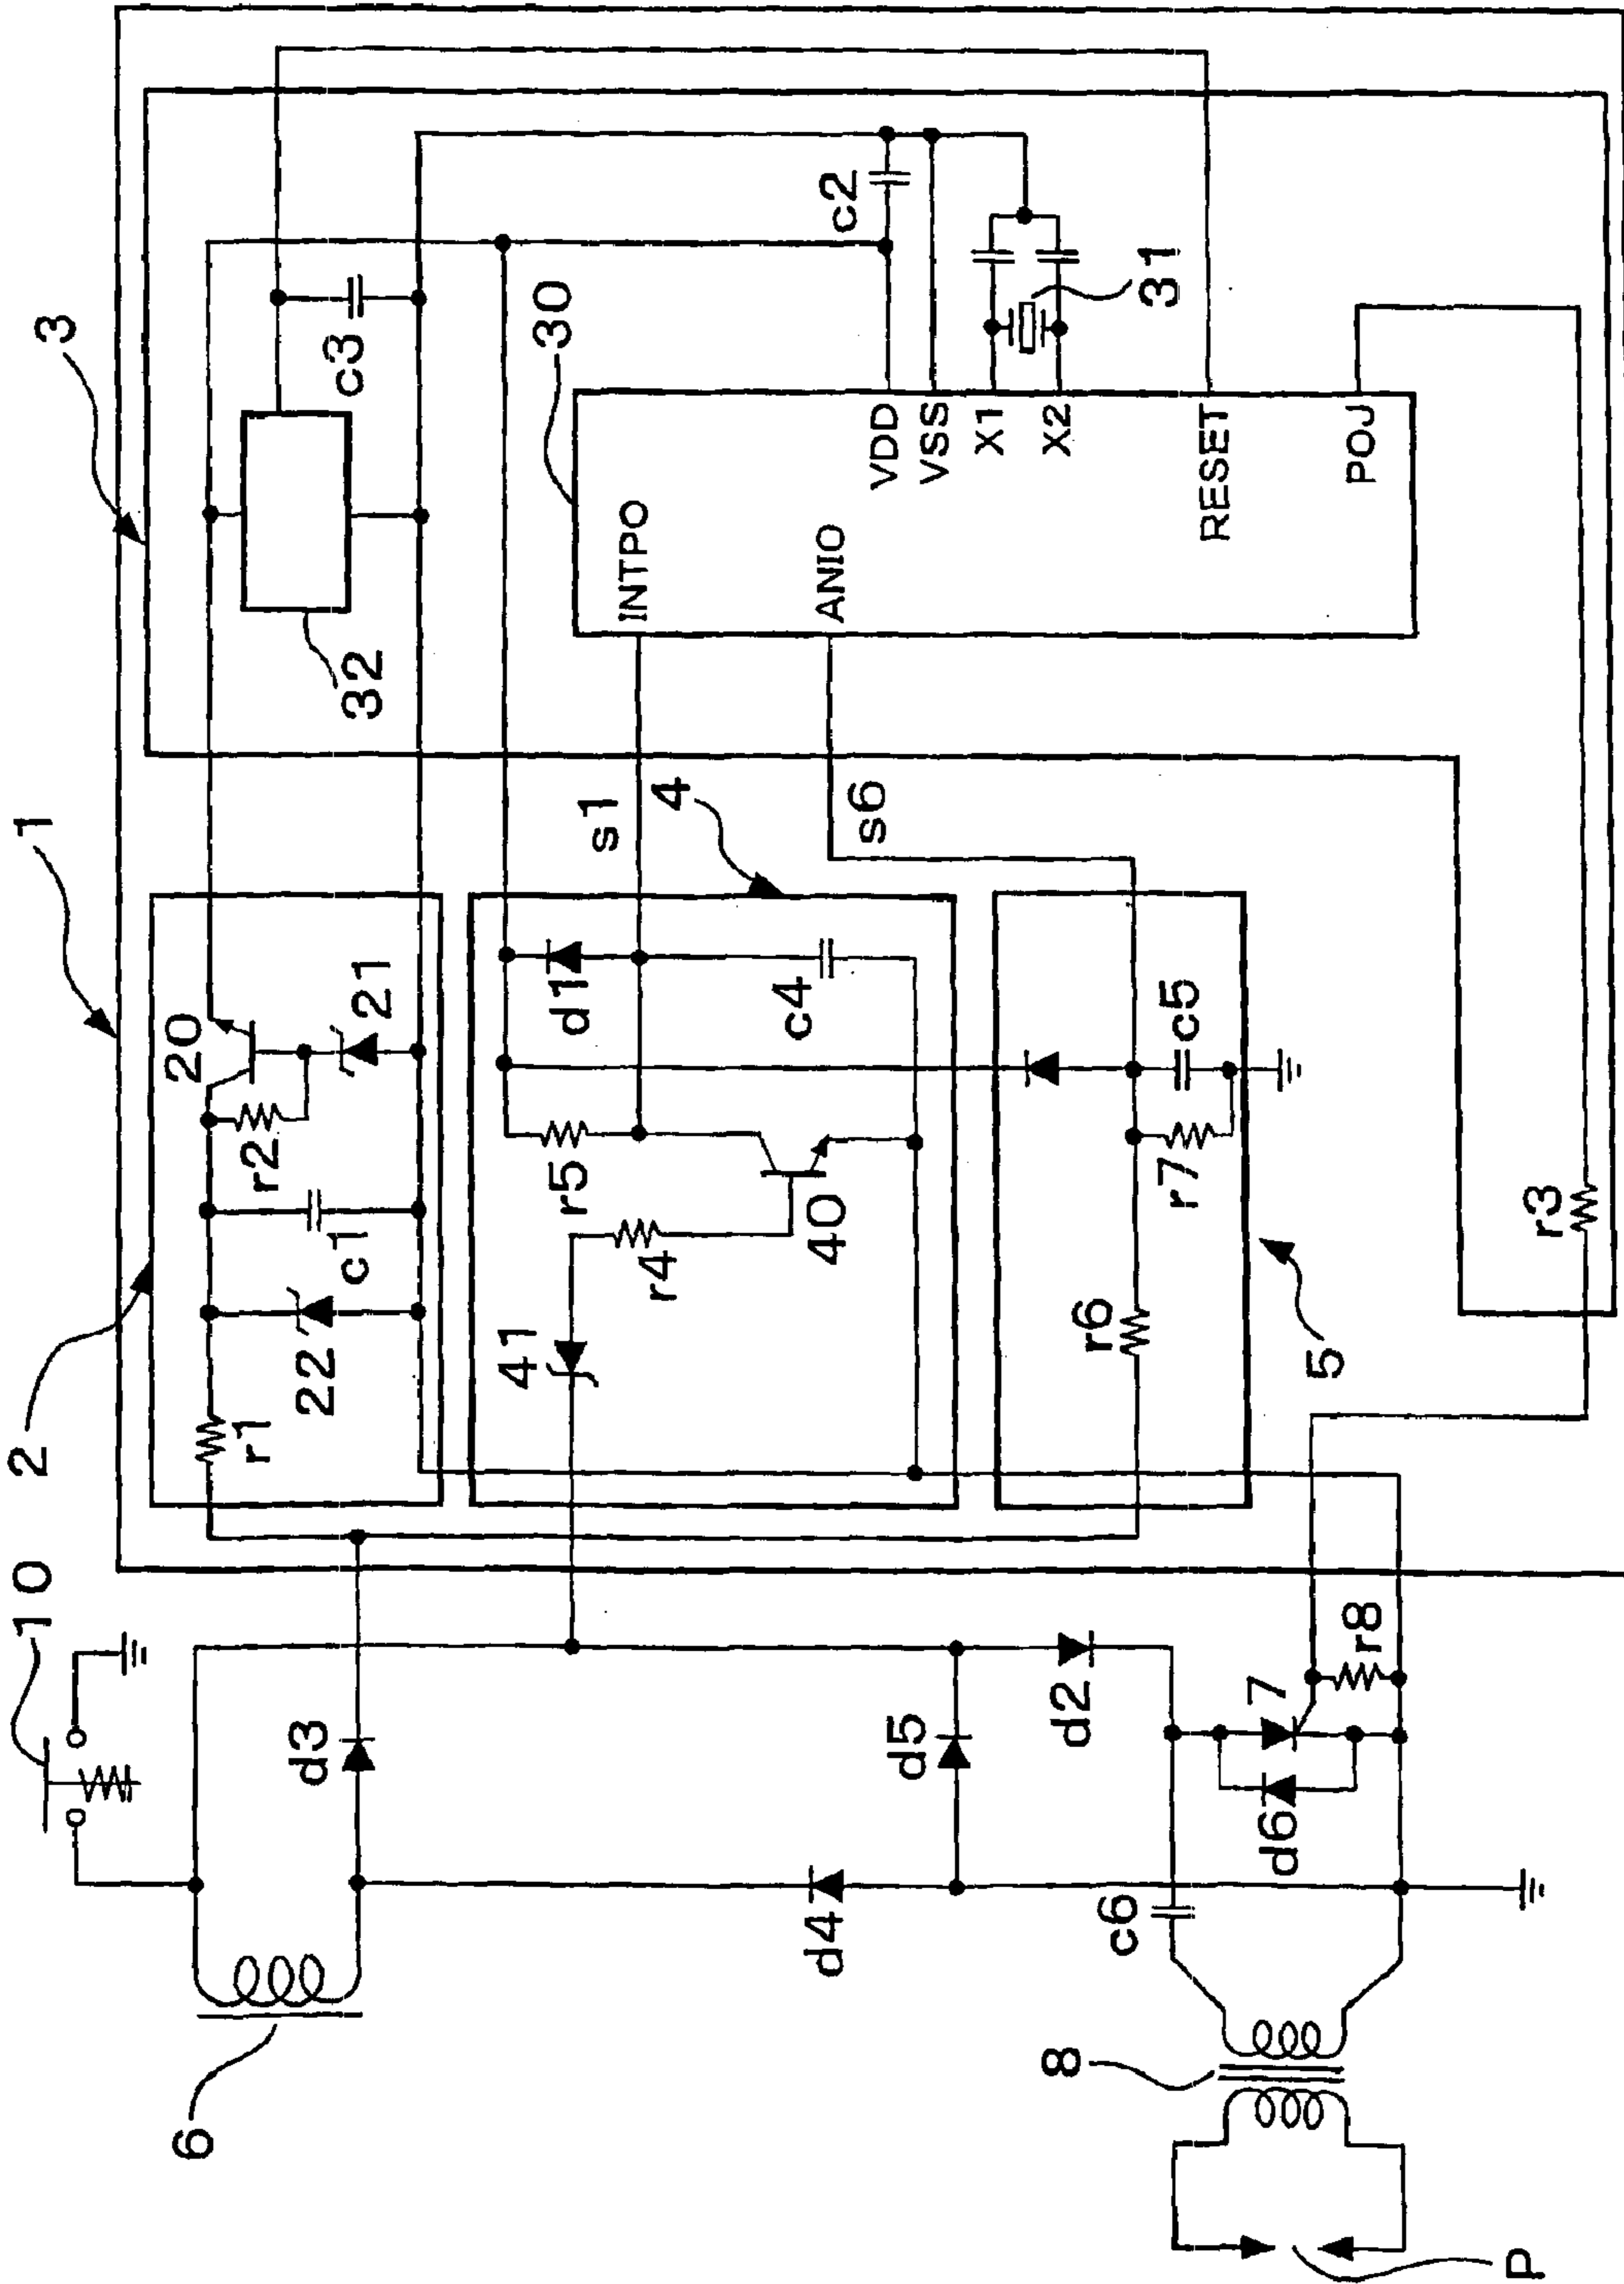 1
3
2
20
21
r2
c1
22
r1
32
c3
10
6
d3
41
r4
r5
d1
c4
40
4
s1
s6
INTPO
ANIO
30
VDD
VSS
X1
X2
RESET
POJ
c2
31
r6
r7
c5
5
r3
d5
d4
d2
c6
d6
7
r8
8
P